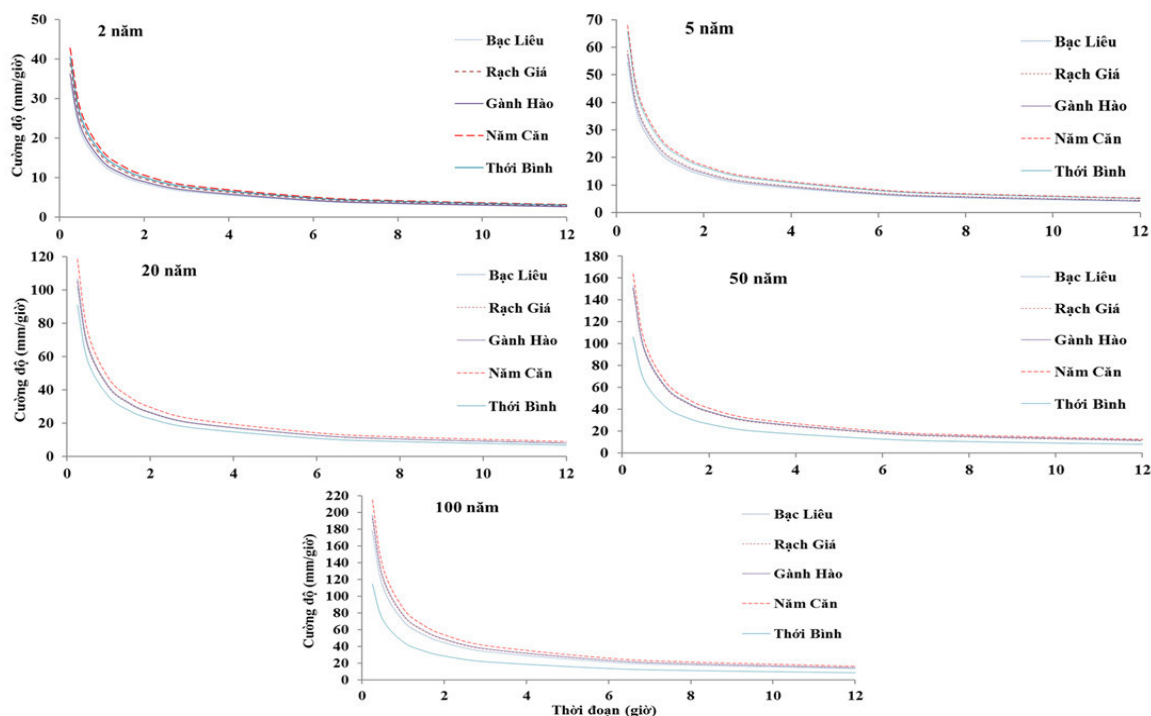 2 năm
Cường độ (mm/giờ)
50
40
30
20
10
0
0 2 4 6 8 10 12
Bạc Liêu
Rạch Giá
Gành Hào
Năm Căn
Thới Bình
5 năm
70
60
50
40
30
20
10
0
0 2 4 6 8 10 12
Bạc Liêu
Rạch Giá
Gành Hào
Năm Căn
Thới Bình
20 năm
Cường độ (mm/giờ)
120
100
80
60
40
20
0
0 2 4 6 8 10 12
Bạc Liêu
Rạch Giá
Gành Hào
Năm Căn
Thới Bình
50 năm
180
160
140
120
100
80
60
40
20
0
0 2 4 6 8 10 12
Bạc Liêu
Rạch Giá
Gành Hào
Năm Căn
Thới Bình
100 năm
Cường độ (mm/giờ)
220
200
180
160
140
120
100
80
60
40
20
0
0 2 4 6 8 10 12
Thời đoạn (giờ)
Bạc Liêu
Rạch Giá
Gành Hào
Năm Căn
Thới Bình